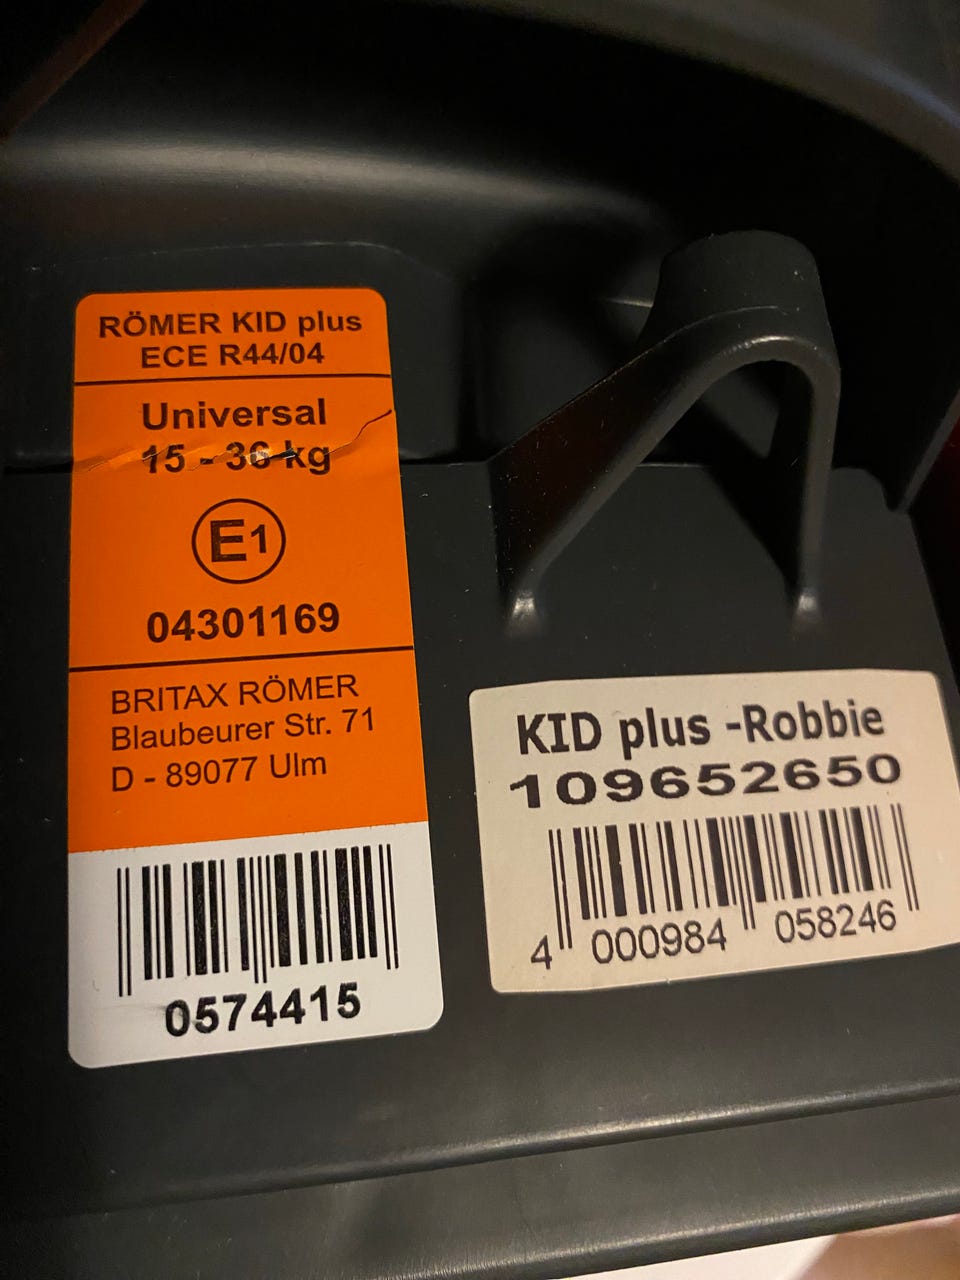 RÖMER KID plus
ECE R44/04
Universal
15 - 36 kg
E1
04301169
BRITAX RÖMER
Blaubeurer Str. 71
D - 89077 Ulm
0574415
KID plus -Robbie
109652650
4 000984 058246